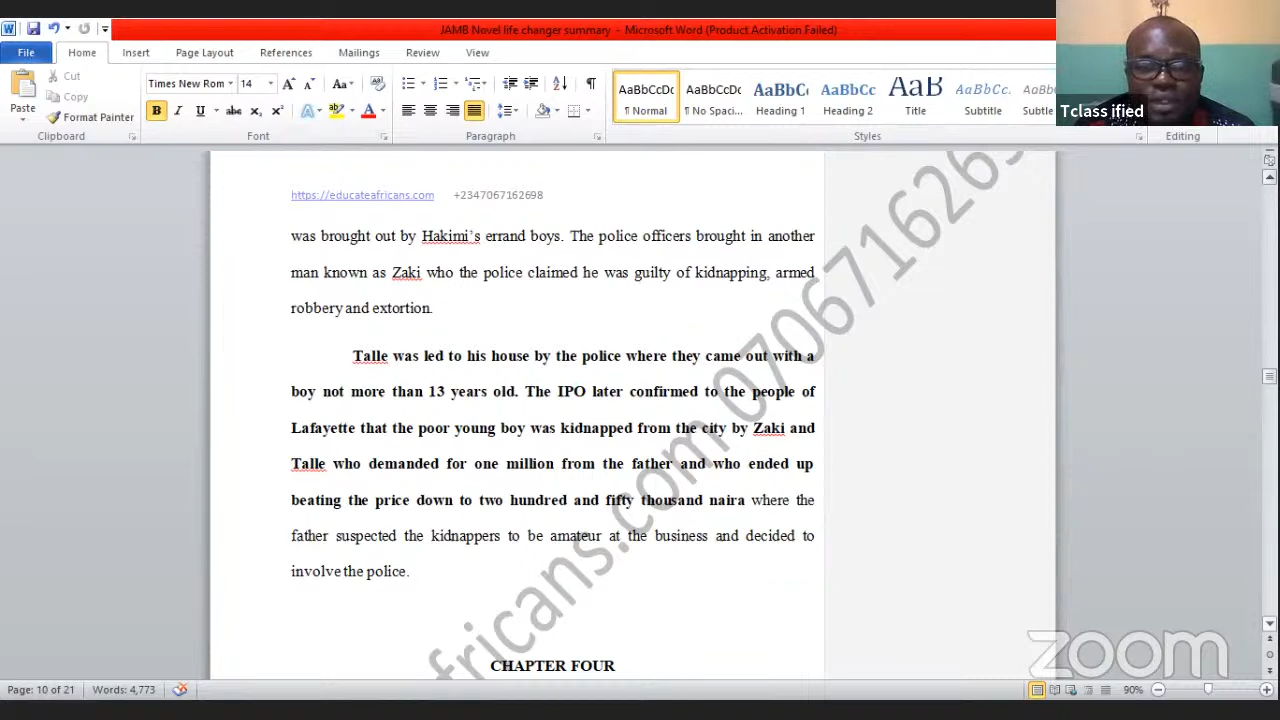 JAMB Novel life changer summary - Microsoft Word (Product Activation Failed)
File Home Insert Page Layout References Mailings Review View
Cut
Copy
Format Painter
Paste
Clipboard
Times New Rom 14
Font
Paragraph
AaBbCcDc AaBbCcDc AaBbC AaBbCc AaB AaBbCc.
¶ Normal ¶ No Spaci... Heading 1 Heading 2 Title Subtitle Subtle
Styles
Editing
Tclassified
https://educateafricans.com +2347067162698
was brought out by Hakimi's errand boys. The police officers brought in another
man known as Zaki who the police claimed he was guilty of kidnapping, armed
robbery and extortion.
Talle was led to his house by the police where they came out with a
boy not more than 13 years old. The IPO later confirmed to the people of
Lafayette that the poor young boy was kidnapped from the city by Zaki and
Talle who demanded for one million from the father and who ended up
beating the price down to two hundred and fifty thousand naira where the
father suspected the kidnappers to be amateur at the business and decided to
involve the police.
CHAPTER FOUR
fricans.com 0706716269
zoom
Page: 10 of 21 Words: 4,773
90%